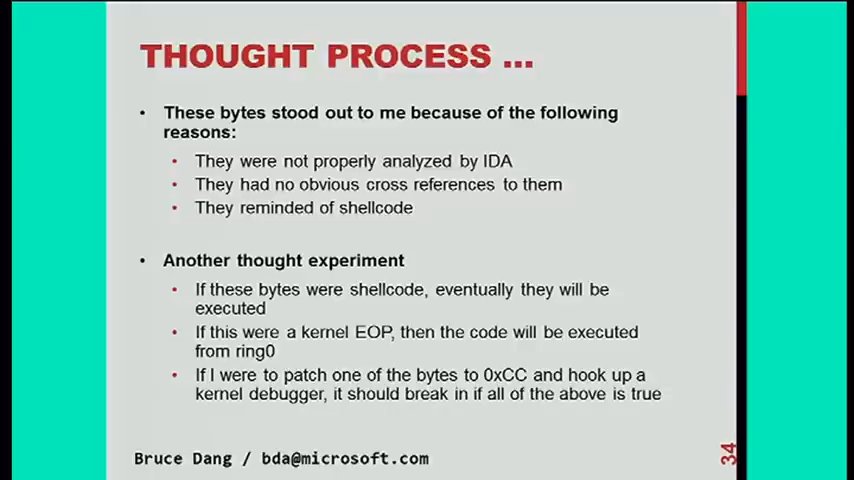 THOUGHT PROCESS ...
• These bytes stood out to me because of the following
reasons:
• They were not properly analyzed by IDA
• They had no obvious cross references to them
• They reminded of shellcode
• Another thought experiment
• If these bytes were shellcode, eventually they will be
executed
• If this were a kernel EOP, then the code will be executed
from ring0
• If I were to patch one of the bytes to 0xCC and hook up a
kernel debugger, it should break in if all of the above is true
Bruce Dang / bda@microsoft.com
34